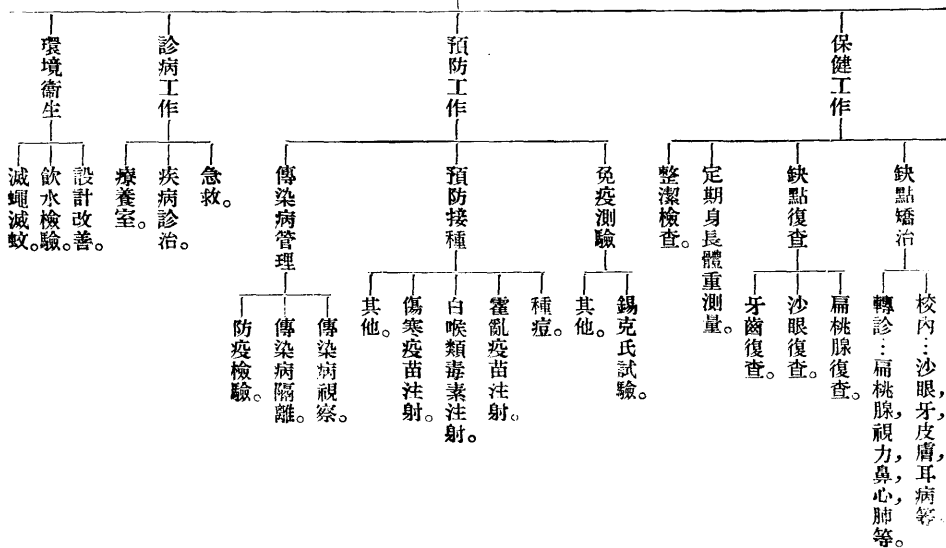 保健工作
缺點矯治
校內：沙眼，牙，皮膚，耳病等。
轉診：扁桃腺，視力，鼻，心，肺等。
缺點復查
扁桃腺復查。
沙眼復查。
牙齒復查。
定期身長體重測量。
整潔檢查。
預防工作
免疫測驗
錫克氏試驗。
其他。
預防接種
種痘。
霍亂疫苗注射。
白喉類毒素注射。
傷寒疫苗注射。
其他。
傳染病管理
傳染病視察。
傳染病隔離。
防疫檢驗。
診病工作
急救。
疾病診治。
療養室。
環境衞生
設計改善。
飲水檢驗。
滅蠅滅蚊。